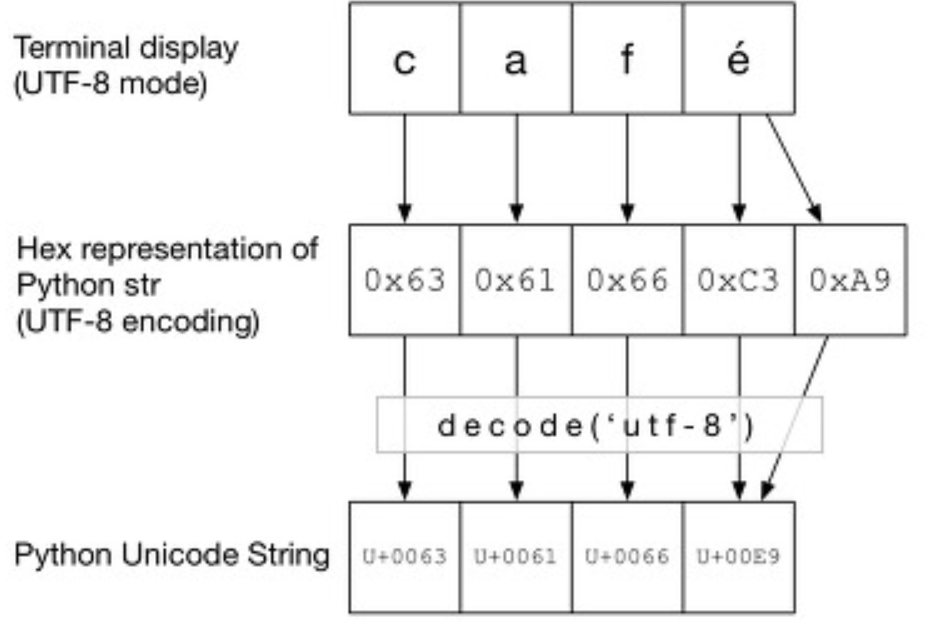 Terminal display
(UTF-8 mode)
c a f é
Hex representation of
Python str
(UTF-8 encoding)
0x63 0x61 0x66 0xC3 0xA9
decode(‘utf-8’)
Python Unicode String
U+0063 U+0061 U+0066 U+00E9